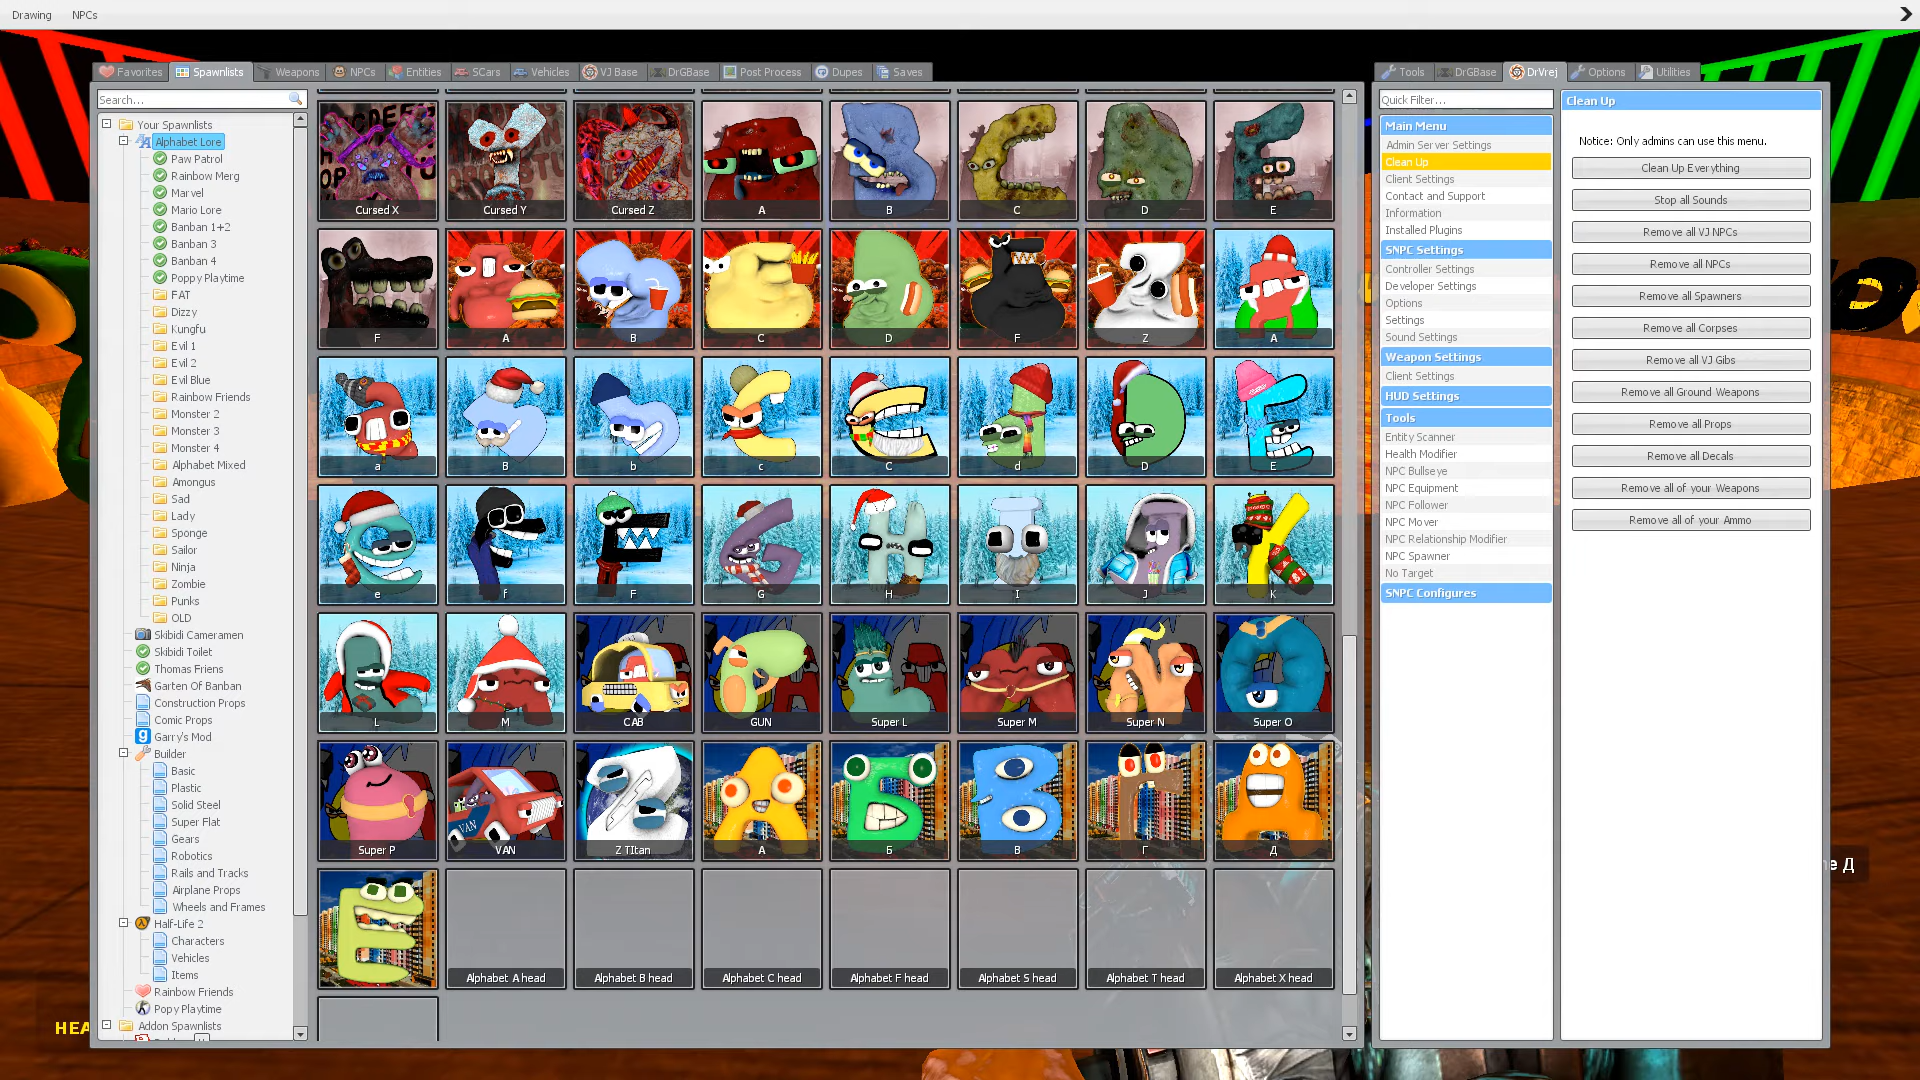 Drawing NPCs
Favorites Spawnlists Weapons NPCs Entities SCars Vehicles VJ Base DrGBase Post Process Dupes Saves
Tools DrGBase DrVrej Options Utilities
Search...
Your Spawnlists
Alphabet Lore
Paw Patrol
Rainbow Merg
Marvel
Mario Lore
Banban 1+2
Banban 3
Banban 4
Poppy Playtime
FAT
Dizzy
Kungfu
Evil 1
Evil 2
Evil Blue
Rainbow Friends
Monster 2
Monster 3
Monster 4
Alphabet Mixed
Amongus
Sad
Lady
Sponge
Sailor
Ninja
Zombie
Punks
OLD
Skibidi Cameramen
Skibidi Toilet
Thomas Friens
Garten Of Banban
Construction Props
Comic Props
Garry's Mod
Builder
Basic
Plastic
Solid Steel
Super Flat
Gears
Robotics
Rails and Tracks
Airplane Props
Wheels and Frames
Half-Life 2
Characters
Vehicles
Items
Rainbow Friends
Popy Playtime
Addon Spawnlists
Cursed X Cursed Y Cursed Z A B C D E
F A B C D F Z A
a B b c C d D E
e f F G H I J K
L M CAB GUN Super L Super M Super N Super O
VAN
Super P VAN Z TItan А Б В Г Д
Alphabet A head Alphabet B head Alphabet C head Alphabet F head Alphabet S head Alphabet T head Alphabet X head
Quick Filter...
Main Menu
Admin Server Settings
Clean Up
Client Settings
Contact and Support
Information
Installed Plugins
SNPC Settings
Controller Settings
Developer Settings
Options
Settings
Sound Settings
Weapon Settings
Client Settings
HUD Settings
Tools
Entity Scanner
Health Modifier
NPC Bullseye
NPC Equipment
NPC Follower
NPC Mover
NPC Relationship Modifier
NPC Spawner
No Target
SNPC Configures
Clean Up
Notice: Only admins can use this menu.
Clean Up Everything
Stop all Sounds
Remove all VJ NPCs
Remove all NPCs
Remove all Spawners
Remove all Corpses
Remove all VJ Gibs
Remove all Ground Weapons
Remove all Props
Remove all Decals
Remove all of your Weapons
Remove all of your Ammo
ne Д
HEA